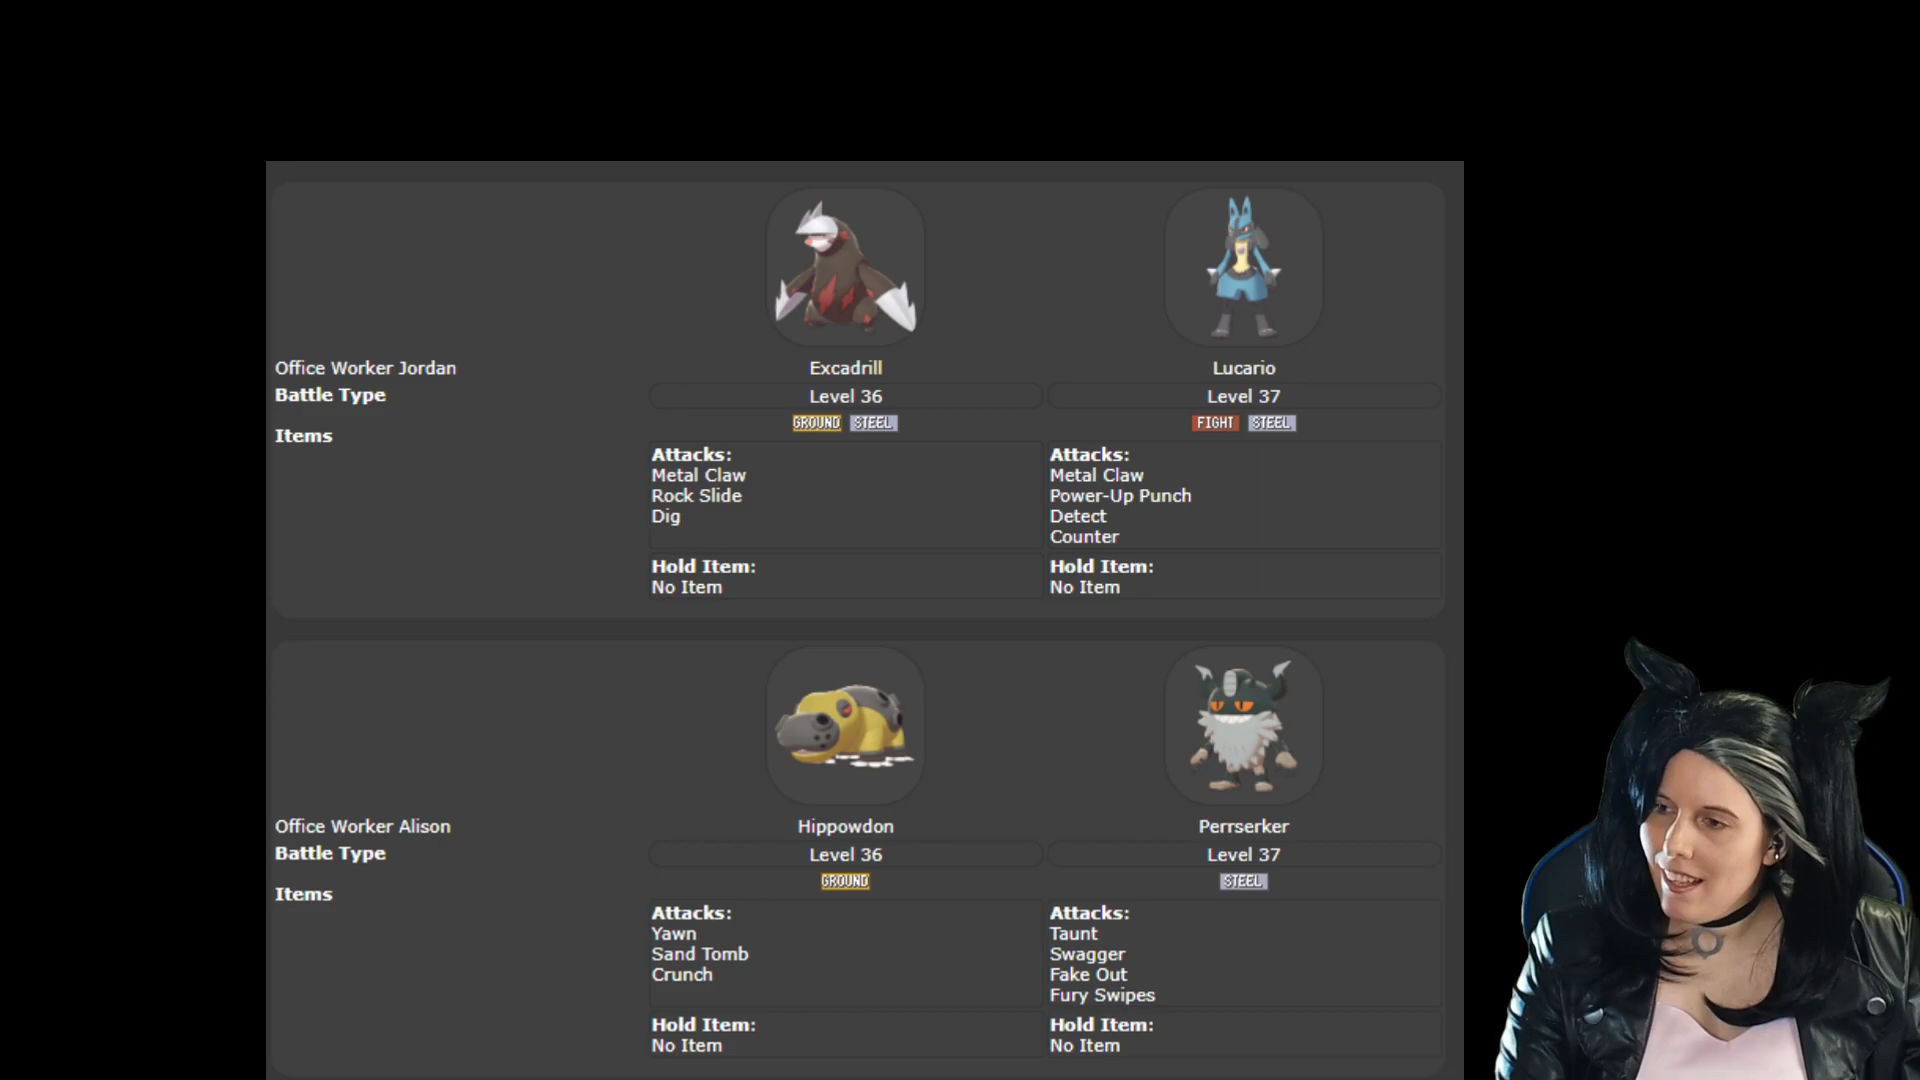 Office Worker Jordan
Battle Type
Items
Excadrill
Level 36
GROUND STEEL
Attacks:
Metal Claw
Rock Slide
Dig
Hold Item:
No Item
Lucario
Level 37
FIGHT STEEL
Attacks:
Metal Claw
Power-Up Punch
Detect
Counter
Hold Item:
No Item
Office Worker Alison
Battle Type
Items
Hippowdon
Level 36
GROUND
Attacks:
Yawn
Sand Tomb
Crunch
Hold Item:
No Item
Perrserker
Level 37
STEEL
Attacks:
Taunt
Swagger
Fake Out
Fury Swipes
Hold Item:
No Item